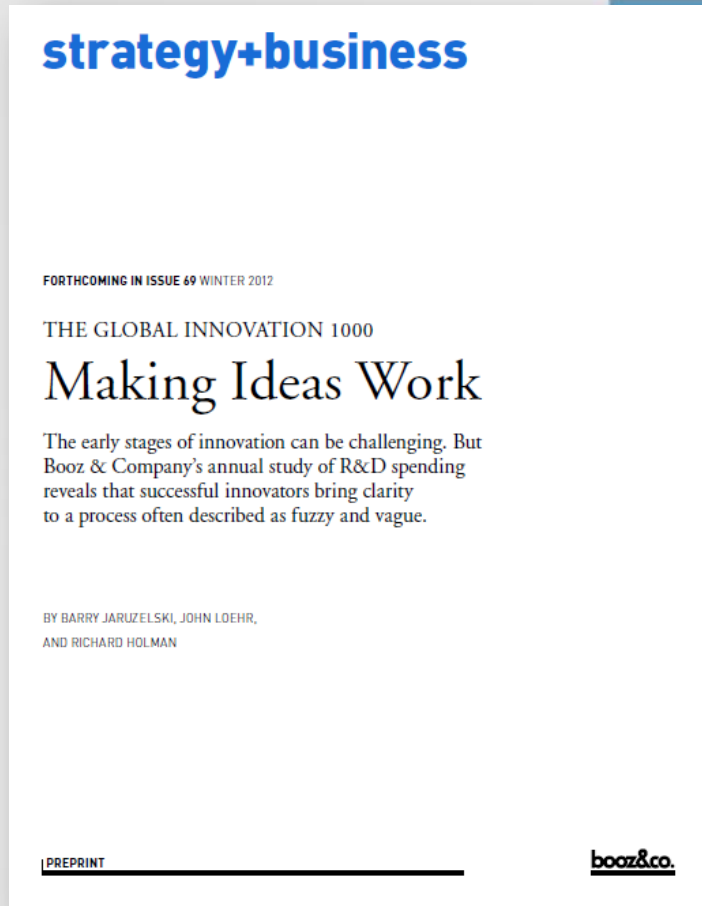 strategy+business
FORTHCOMING IN ISSUE 69 WINTER 2012
THE GLOBAL INNOVATION 1000
Making Ideas Work
The early stages of innovation can be challenging. But
Booz & Company's annual study of R&D spending
reveals that successful innovators bring clarity
to a process often described as fuzzy and vague.
BY BARRY JARUZELSKI, JOHN LOEHR,
AND RICHARD HOLMAN
PREPRINT
booz&co.